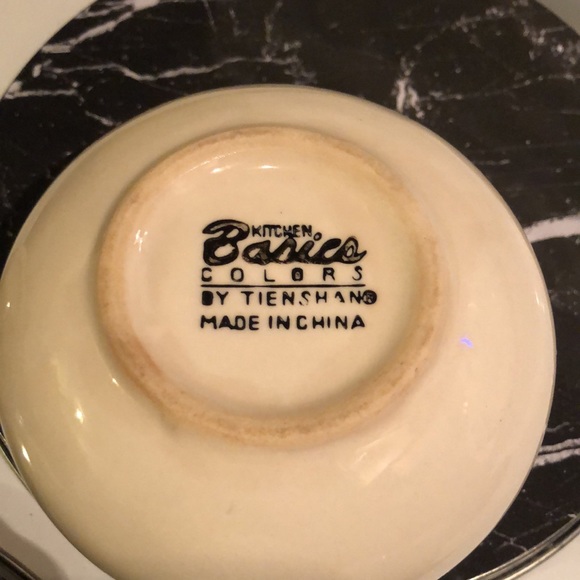 KITCHEN
Basics
COLORS
BY TIENSHAN®
MADE IN CHINA